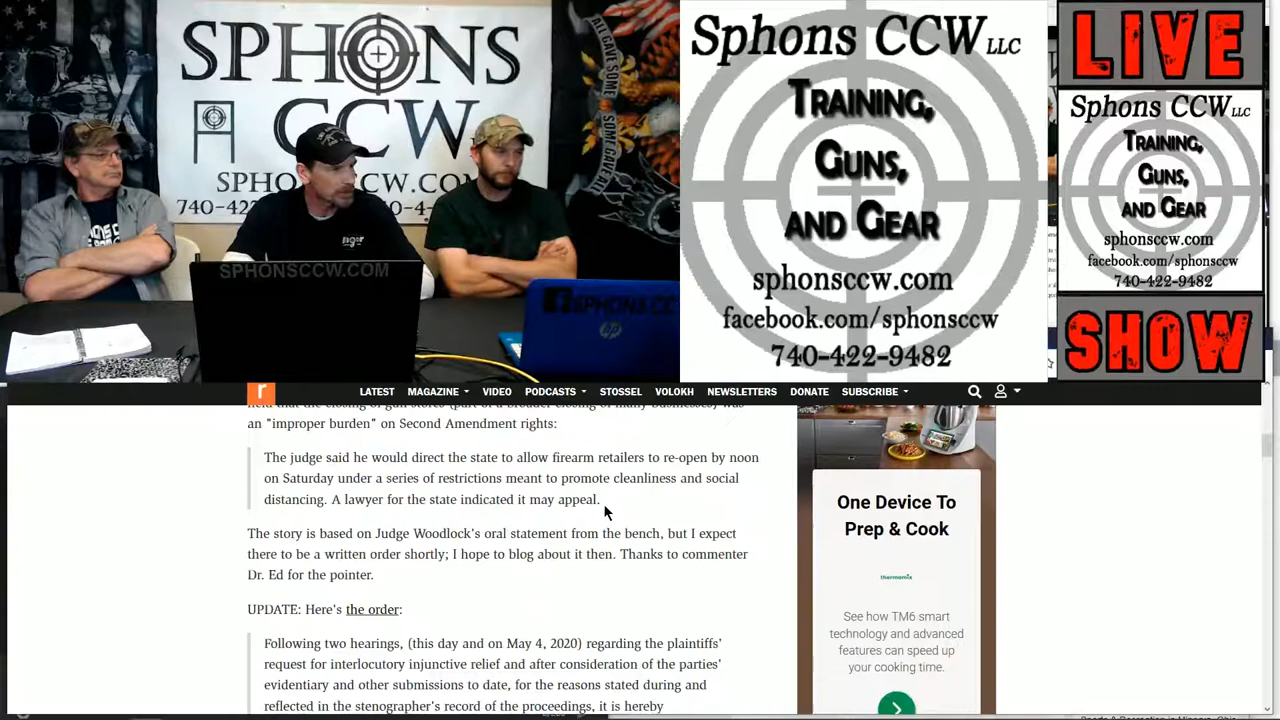 SPHONS
CCW
SPHONSCCW.COM
ALL GAVE SOME
SOME GAVE ALL
SPHONSCCW.COM
SPHONS CC
hp
Sphons CCW LLC
TRAINING,
GUNS,
AND GEAR
sphonsccw.com
facebook.com/sphonsccw
740-422-9482
LIVE
Sphons CCW LLC
TRAINING,
GUNS,
AND GEAR
sphonsccw.com
facebook.com/sphonsccw
740-422-9482
SHOW
r
LATEST MAGAZINE VIDEO PODCASTS STOSSEL VOLOKH NEWSLETTERS DONATE SUBSCRIBE
an "improper burden" on Second Amendment rights:
The judge said he would direct the state to allow firearm retailers to re-open by noon
on Saturday under a series of restrictions meant to promote cleanliness and social
distancing. A lawyer for the state indicated it may appeal.
The story is based on Judge Woodlock's oral statement from the bench, but I expect
there to be a written order shortly; I hope to blog about it then. Thanks to commenter
Dr. Ed for the pointer.
UPDATE: Here's the order:
Following two hearings, (this day and on May 4, 2020) regarding the plaintiffs'
request for interlocutory injunctive relief and after consideration of the parties'
evidentiary and other submissions to date, for the reasons stated during and
reflected in the stenographer's record of the proceedings, it is hereby
One Device To
Prep & Cook
thermomix
See how TM6 smart
technology and advanced
features can speed up
your cooking time.